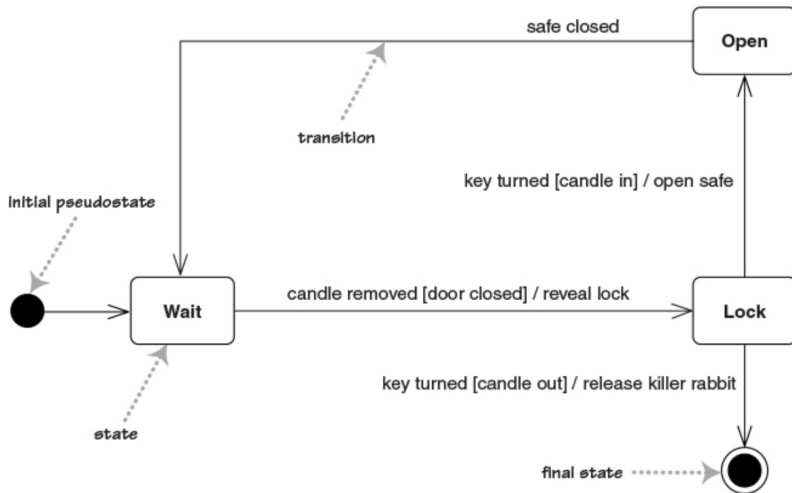 safe closed
Open
transition
key turned [candle in] / open safe
initial pseudostate
Wait
candle removed [door closed] / reveal lock
Lock
key turned [candle out] / release killer rabbit
state
final state